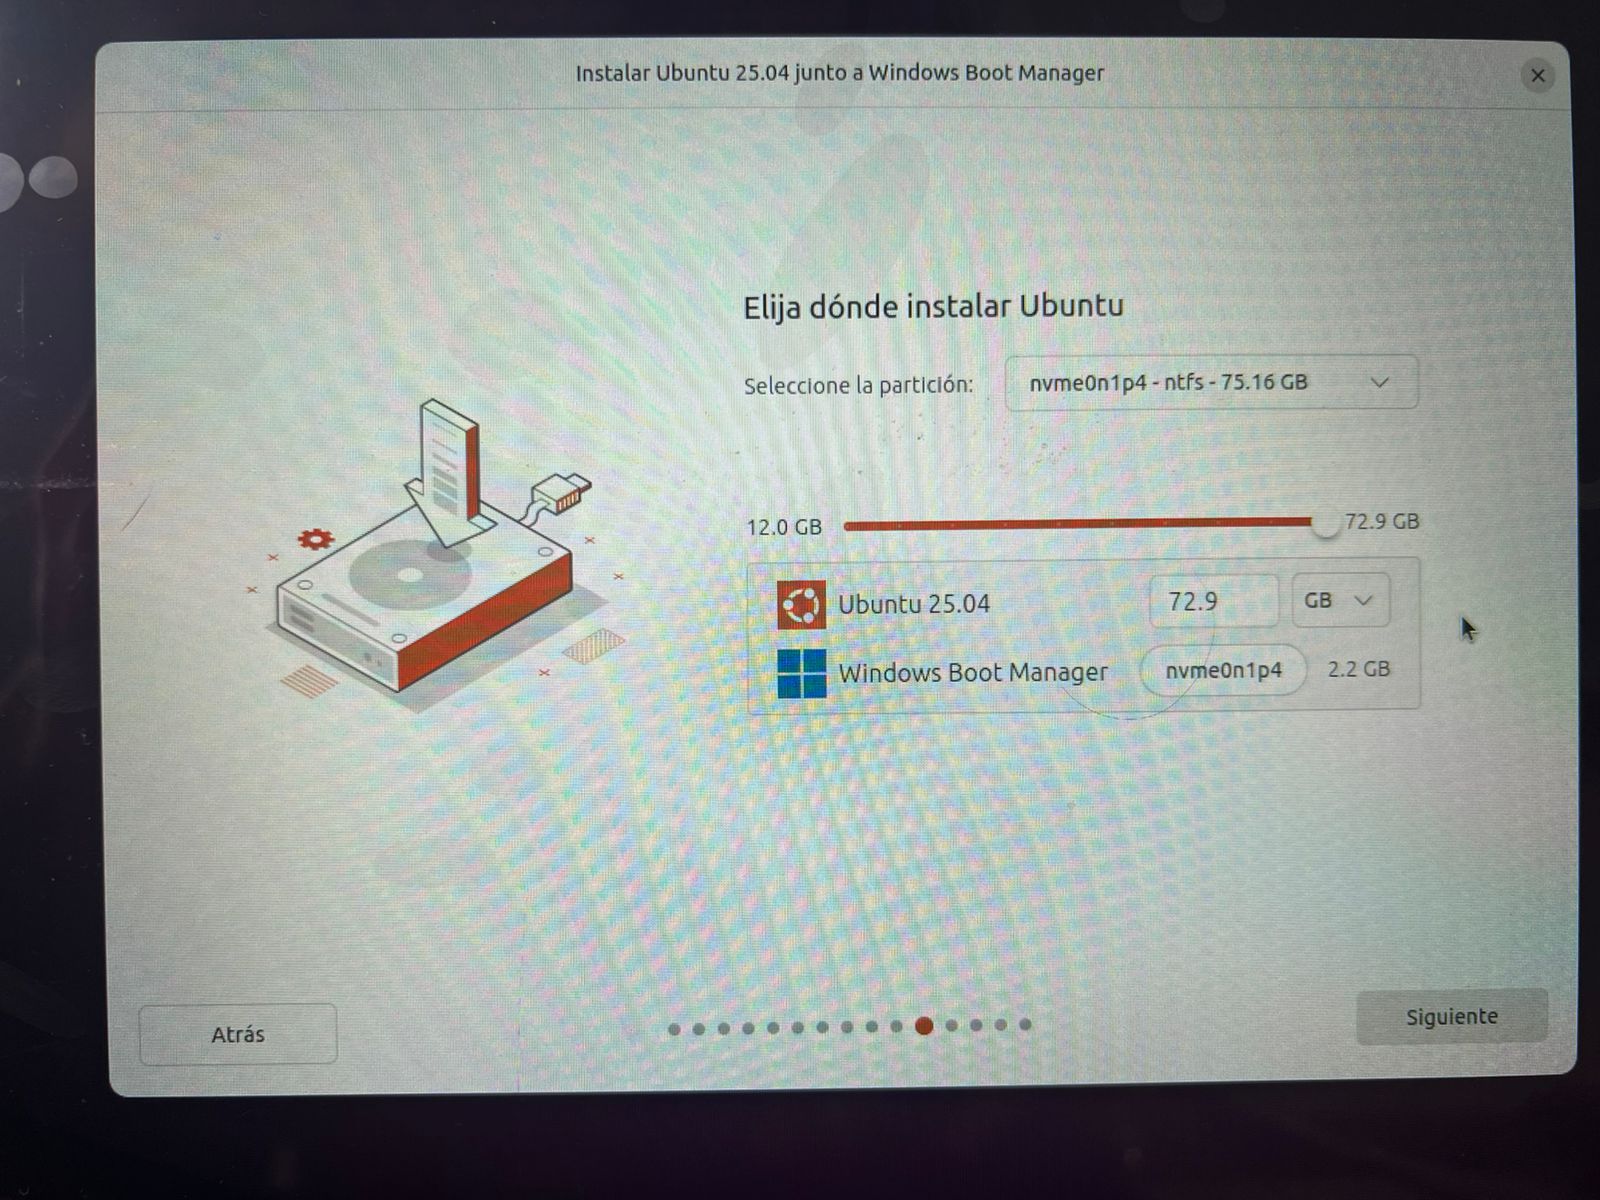 Instalar Ubuntu 25.04 junto a Windows Boot Manager
Elija dónde instalar Ubuntu
Seleccione la partición: nvme0n1p4 - ntfs - 75.16 GB
12.0 GB 72.9 GB
Ubuntu 25.04 72.9 GB
Windows Boot Manager nvme0n1p4 2.2 GB
Atrás Siguiente